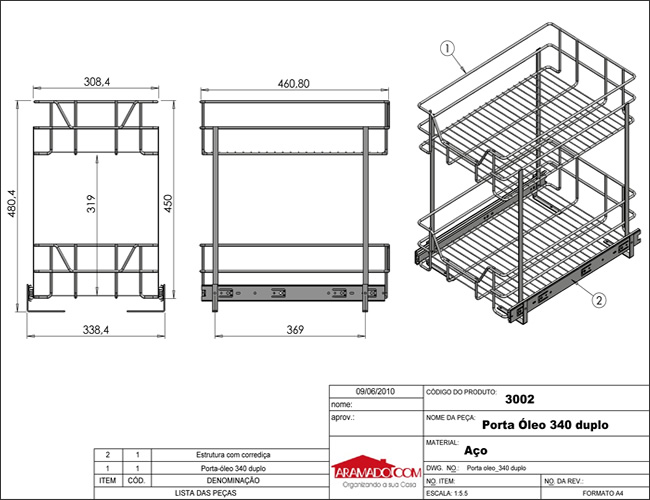 308,4
460,80
1
480,4
319
450
338,4
369
2
09/06/2010
nome:
aprov.:
CÓDIGO DO PRODUTO: 3002
NOME DA PEÇA: Porta Óleo 340 duplo
MATERIAL: Aço
DWG. NO.: Porta oleo_340 duplo
NO. ITEM: NO. DA REV.:
ESCALA: 1:5.5 FORMATO A4
2 1 Estrutura com corrediça
1 1 Porta-óleo 340 duplo
ITEM CÓD. DENOMINAÇÃO
LISTA DAS PEÇAS
ARAMADO.COM
Organizando a sua Casa